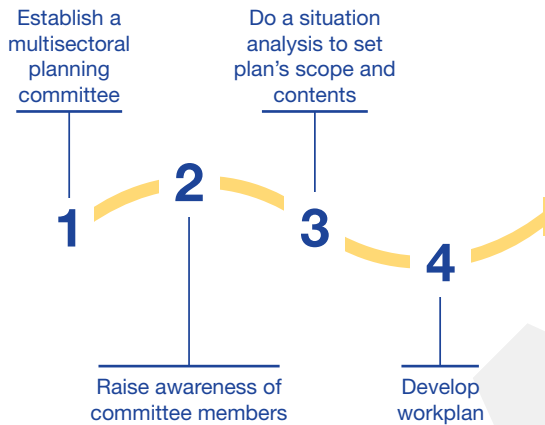 Establish a
multisectoral
planning
committee
Do a situation
analysis to set
plan's scope and
contents
1
2
3
4
Raise awareness of
committee members
Develop
workplan